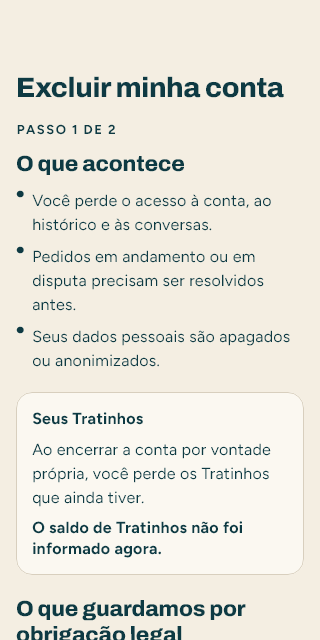 Excluir minha conta
PASSO 1 DE 2
O que acontece
• Você perde o acesso à conta, ao
histórico e às conversas.
• Pedidos em andamento ou em
disputa precisam ser resolvidos
antes.
• Seus dados pessoais são apagados
ou anonimizados.
Seus Tratinhos
Ao encerrar a conta por vontade
própria, você perde os Tratinhos
que ainda tiver.
O saldo de Tratinhos não foi
informado agora.
O que guardamos por
obrigação legal